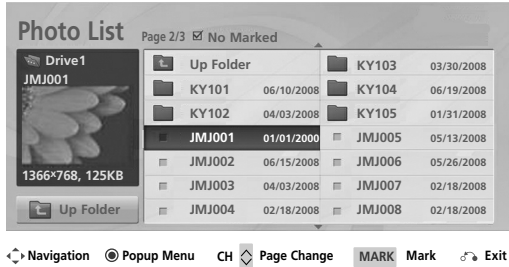 Photo List
Page 2/3 No Marked
Drive1
JMJ001
1366×768, 125KB
Up Folder
Up Folder
KY101 06/10/2008
KY102 04/03/2008
JMJ001 01/01/2000
JMJ002 06/15/2008
JMJ003 04/03/2008
JMJ004 02/18/2008
KY103 03/30/2008
KY104 06/19/2008
KY105 01/31/2008
JMJ005 05/13/2008
JMJ006 05/26/2008
JMJ007 02/18/2008
JMJ008 02/18/2008
Navigation Popup Menu CH Page Change MARK Mark Exit